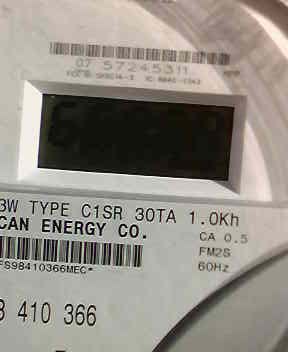 07 57245311
3W TYPE C1SR 30TA 1.0Kh
CAN ENERGY CO.
CA 0.5
FM2S
60Hz
FS98410366MEC*
8 410 366